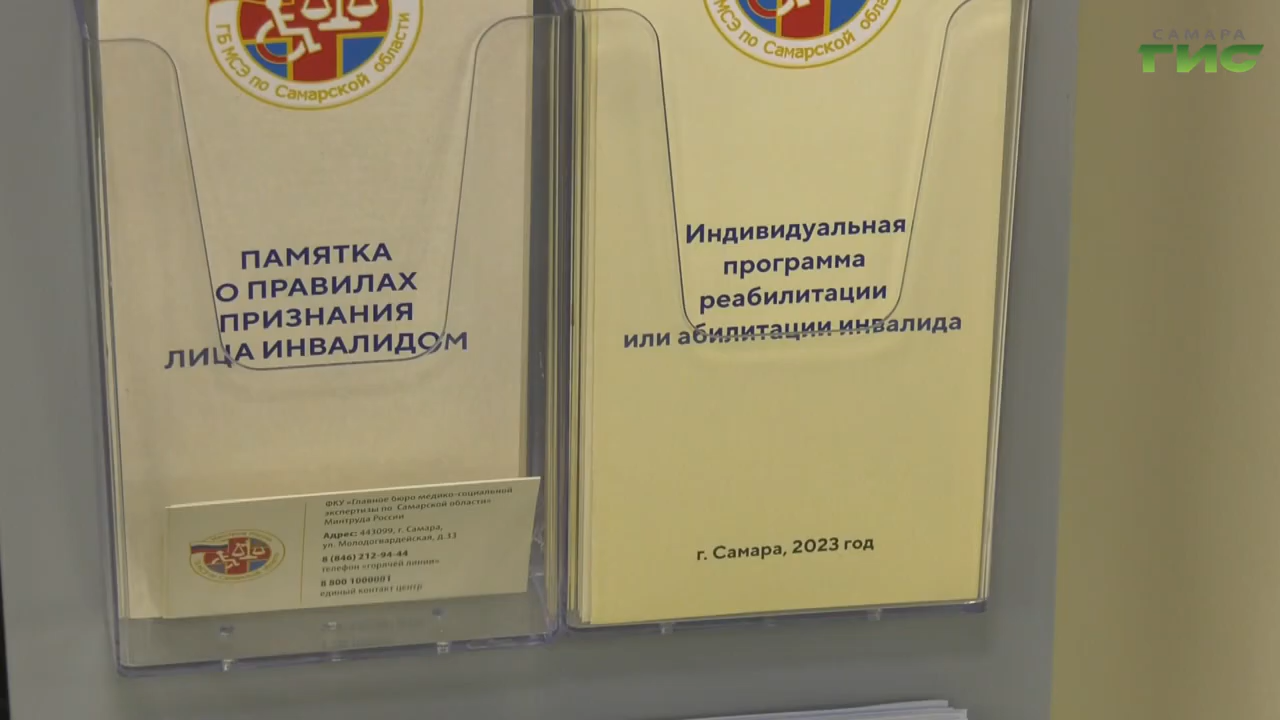 ГБ МСЭ по Самарской области
ПАМЯТКА
О ПРАВИЛАХ
ПРИЗНАНИЯ
ЛИЦА ИНВАЛИДОМ
ФКУ «Главное бюро медико-социальной
экспертизы по Самарской области»
Минтруда России
Адрес: 443099, г. Самара,
ул. Молодогвардейская, д.33
8 (846) 212-94-44
телефон «горячей линии»
8 800 1000001
единый контакт центр
МСЭ по Самарской
Индивидуальная
программа
реабилитации
или абилитации инвалида
г. Самара, 2023 год
САМАРА
ГИС